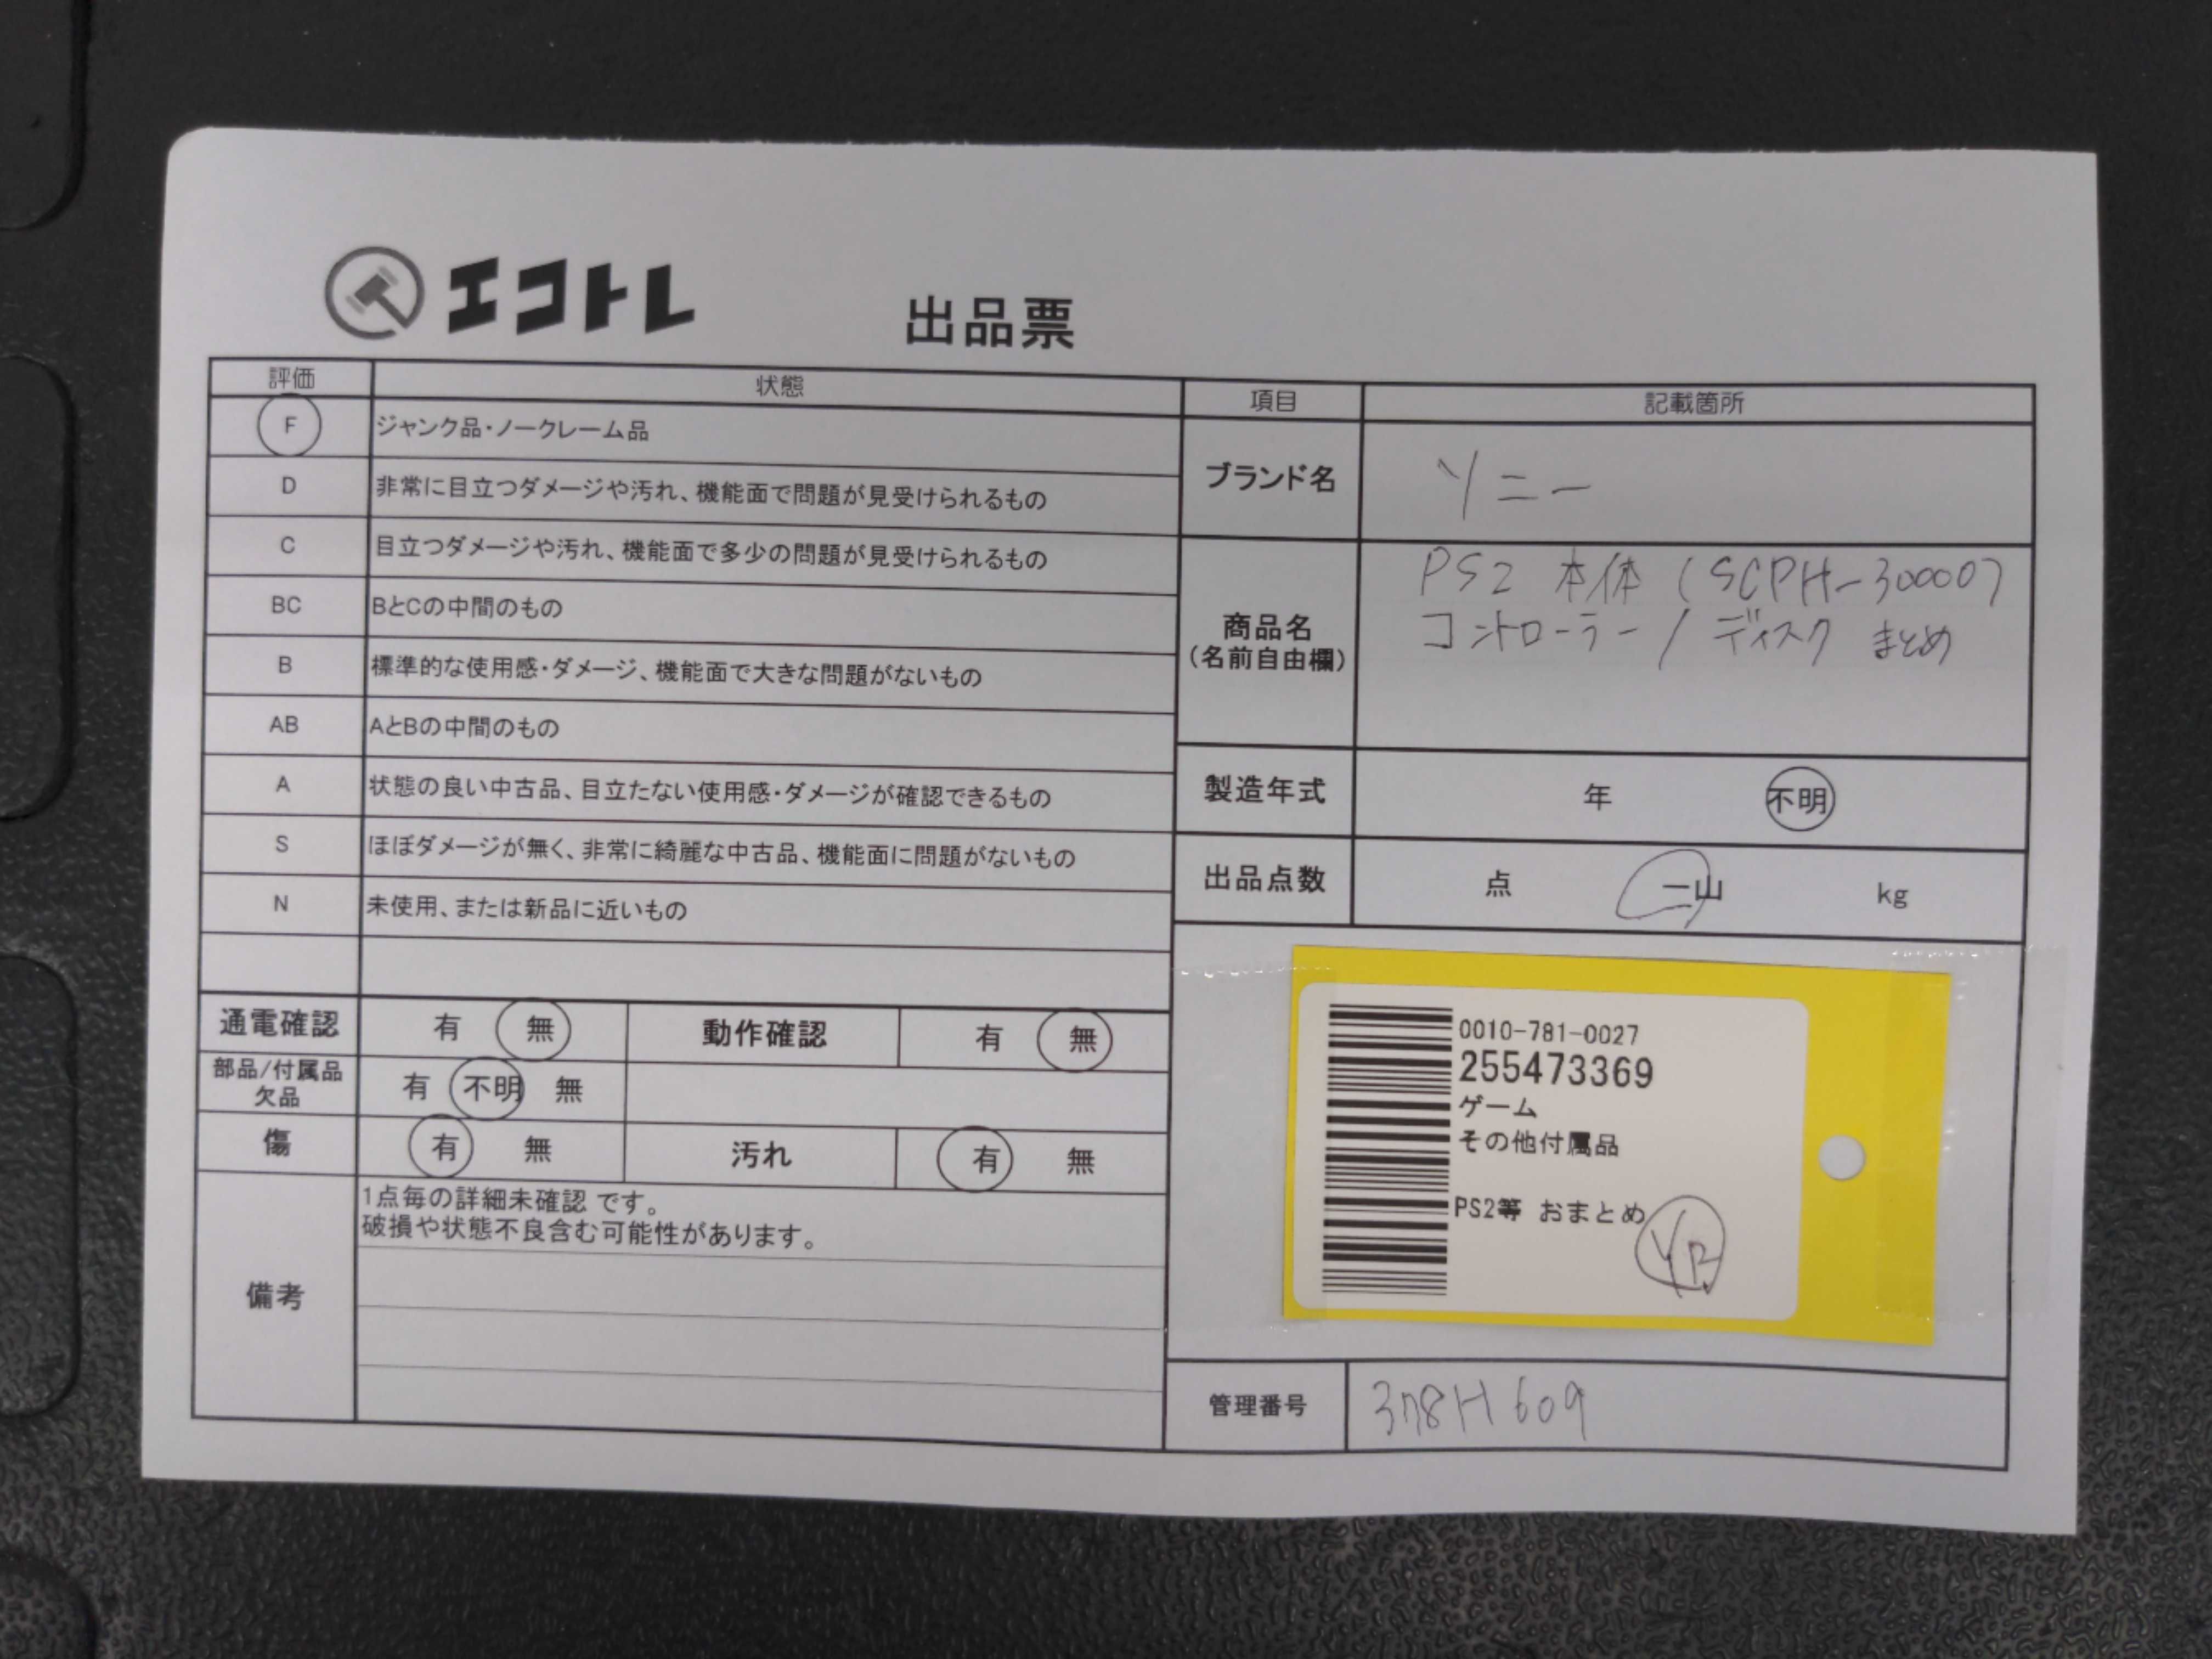 エコトレ
出品票
評価 状態
F ジャンク品・ノークレーム品
D 非常に目立つダメージや汚れ、機能面で問題が見受けられるもの
C 目立つダメージや汚れ、機能面で多少の問題が見受けられるもの
BC BとCの中間のもの
B 標準的な使用感・ダメージ、機能面で大きな問題がないもの
AB AとBの中間のもの
A 状態の良い中古品、目立たない使用感・ダメージが確認できるもの
S ほぼダメージが無く、非常に綺麗な中古品、機能面に問題がないもの
N 未使用、または新品に近いもの
通電確認 有 無 動作確認 有 無
部品/付属品
欠品 有 不明 無
傷 有 無 汚れ 有 無
備考
1点毎の詳細未確認 です。
破損や状態不良含む可能性があります。
項目 記載箇所
ブランド名 ソニー
商品名
(名前自由欄)
PS2 本体 (SCPH-30000)
コントローラー / ディスク まとめ
製造年式 年 不明
出品点数 点 一山 kg
0010-781-0027
255473369
ゲーム
その他付属品
PS2等 おまとめ
管理番号 378H609